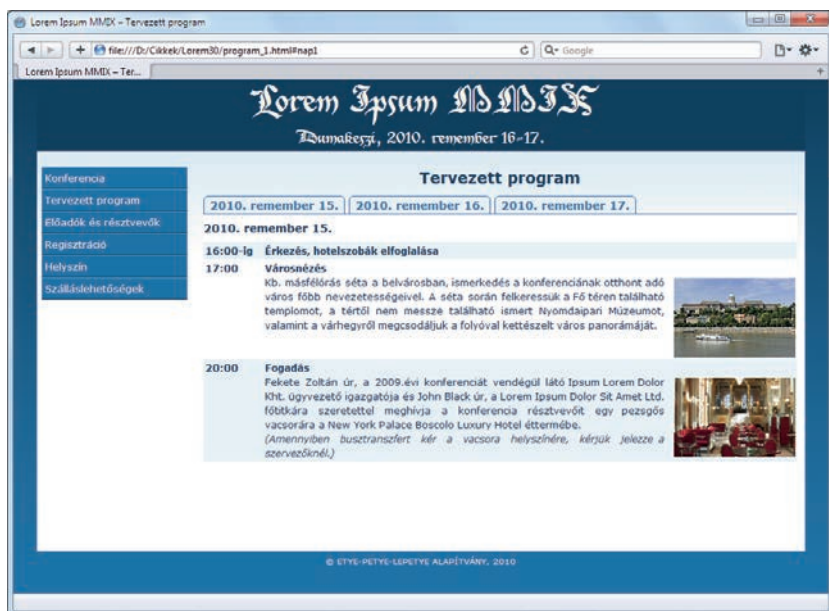 Lorem Ipsum MMIX – Tervezett program
file:///D:/Cikkek/Lorem30/program_1.html#nap1
Google
Lorem Ipsum MMIX – Ter...
Lorem Ipsum MMIX
Dumakeszi, 2010. remember 16-17.
Konferencia
Tervezett program
Előadók és résztvevők
Regisztráció
Helyszín
Szálláslehetőségek
Tervezett program
2010. remember 15. 2010. remember 16. 2010. remember 17.
2010. remember 15.
16:00-ig Érkezés, hotelszobák elfoglalása
17:00 Városnézés
Kb. másfélórás séta a belvárosban, ismerkedés a konferenciának otthont adó
város főbb nevezetességeivel. A séta során felkeressük a Fő téren található
templomot, a tértől nem messze található ismert Nyomdaipari Múzeumot,
valamint a várhegyről megcsodáljuk a folyóval kettészelt város panorámáját.
20:00 Fogadás
Fekete Zoltán úr, a 2009.évi konferenciát vendégül látó Ipsum Lorem Dolor
Kht. ügyvezető igazgatója és John Black úr, a Lorem Ipsum Dolor Sit Amet Ltd.
főtitkára szeretettel meghívja a konferencia résztvevőit egy pezsgős
vacsorára a New York Palace Boscolo Luxury Hotel éttermébe.
(Amennyiben busztranszfert kér a vacsora helyszínére, kérjük jelezze a
szervezőknél.)
© ETYE-PETYE-LEPETYE ALAPÍTVÁNY, 2010